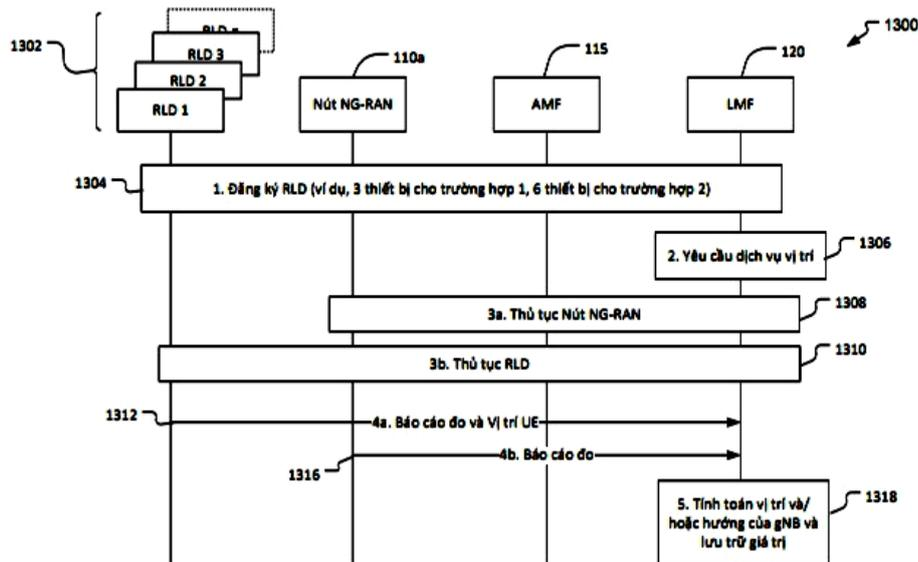 1300
1302
RLD n
RLD 3
RLD 2
RLD 1
110a
115
120
Nút NG-RAN
AMF
LMF
1304
1. Đăng ký RLD (ví dụ, 3 thiết bị cho trường hợp 1, 6 thiết bị cho trường hợp 2)
1306
2. Yêu cầu dịch vụ vị trí
1308
3a. Thủ tục Nút NG-RAN
1310
3b. Thủ tục RLD
1312
4a. Báo cáo đo và Vị trí UE
1316
4b. Báo cáo đo
1318
5. Tính toán vị trí và/
hoặc hướng của gNB và
lưu trữ giá trị